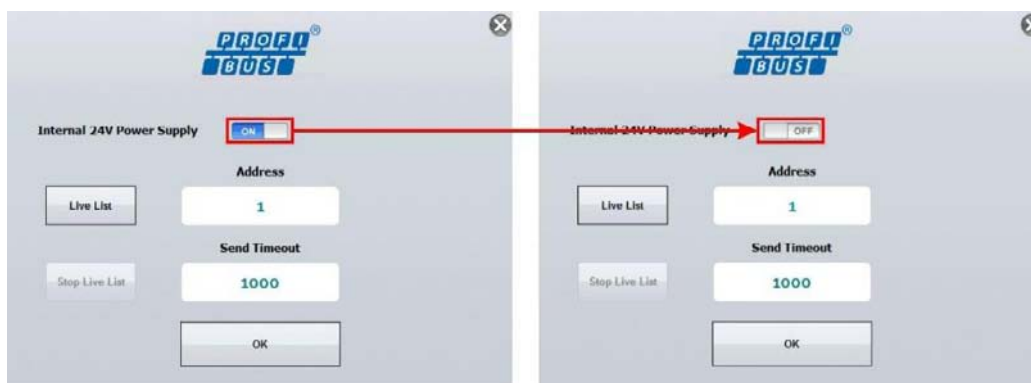 PROFI®
BUS
Internal 24V Power Supply
ON
Address
Live List
1
Send Timeout
Stop Live List
1000
OK
PROFI®
BUS
Internal 24V Power Supply
OFF
Address
Live List
1
Send Timeout
Stop Live List
1000
OK